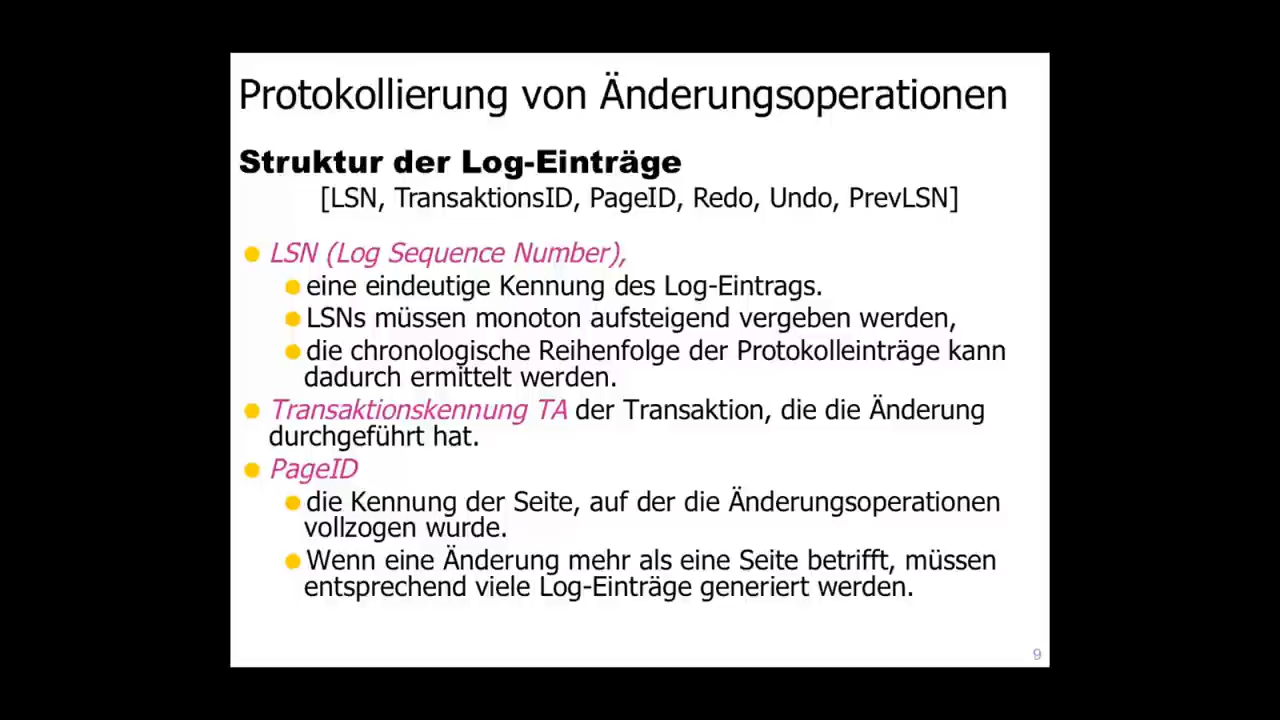 Protokollierung von Änderungsoperationen
Struktur der Log-Einträge
[LSN, TransaktionsID, PageID, Redo, Undo, PrevLSN]
LSN (Log Sequence Number),
eine eindeutige Kennung des Log-Eintrags.
LSNs müssen monoton aufsteigend vergeben werden,
die chronologische Reihenfolge der Protokolleinträge kann
dadurch ermittelt werden.
Transaktionskennung TA der Transaktion, die die Änderung
durchgeführt hat.
PageID
die Kennung der Seite, auf der die Änderungsoperationen
vollzogen wurde.
Wenn eine Änderung mehr als eine Seite betrifft, müssen
entsprechend viele Log-Einträge generiert werden.
9